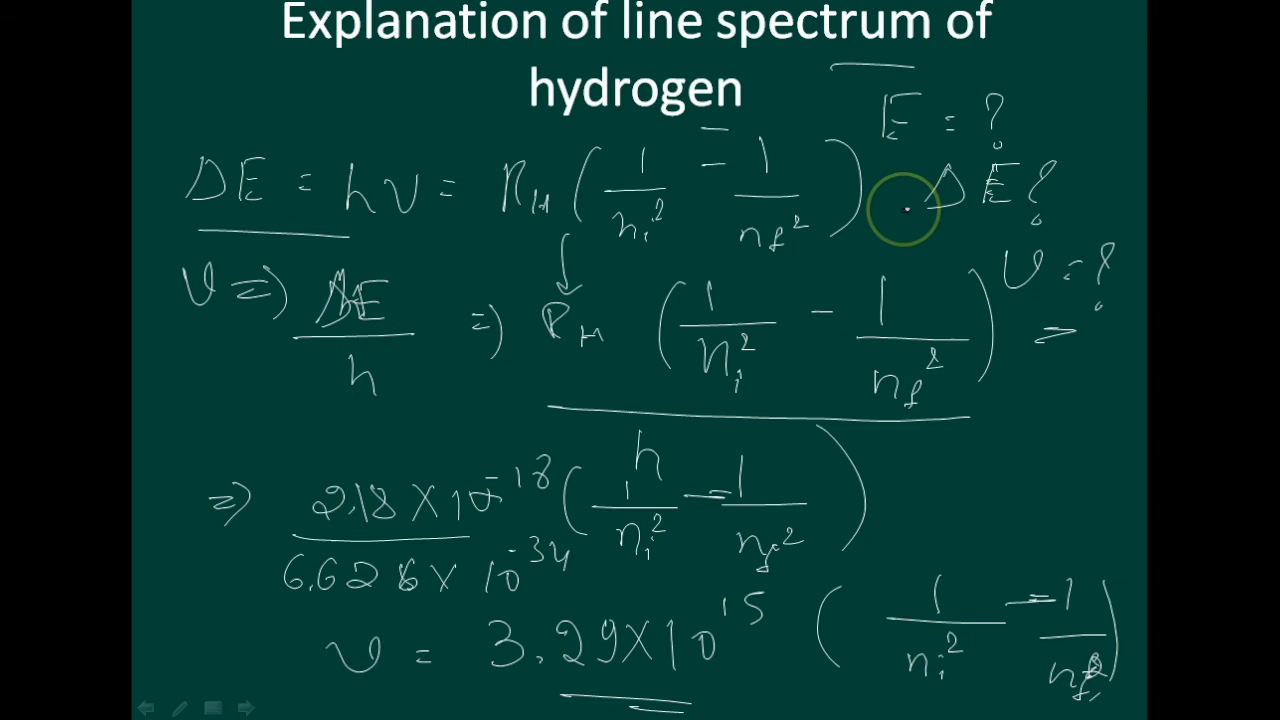 Explanation of line spectrum of
hydrogen
E = ?
ΔE = hν = R_H (1/n_i² - 1/n_f²) . ΔE?
ν ⇒ ΔE/h ⇒ R_H (1/n_i² - 1/n_f²)/h ⇒ ν = ?
⇒ 2.18 × 10^-18 / 6.626 × 10^-34 (1/n_i² - 1/n_f²)
ν = 3.29 × 10^15 (1/n_i² - 1/n_f²)